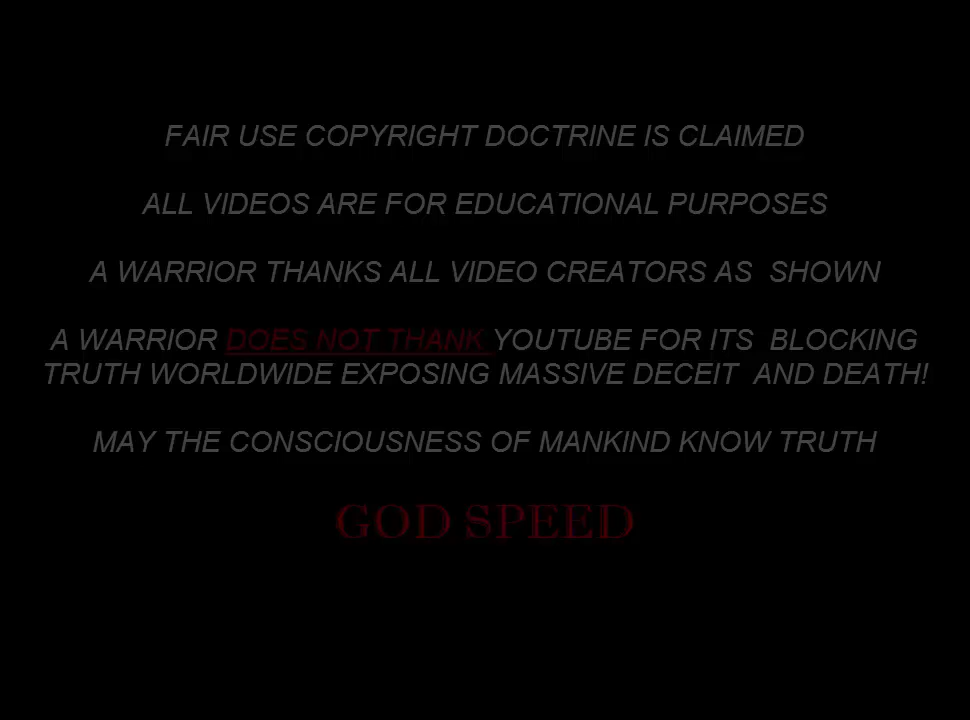 FAIR USE COPYRIGHT DOCTRINE IS CLAIMED
ALL VIDEOS ARE FOR EDUCATIONAL PURPOSES
A WARRIOR THANKS ALL VIDEO CREATORS AS SHOWN
A WARRIOR DOES NOT THANK YOUTUBE FOR ITS BLOCKING
TRUTH WORLDWIDE EXPOSING MASSIVE DECEIT AND DEATH!
MAY THE CONSCIOUSNESS OF MANKIND KNOW TRUTH
GOD SPEED